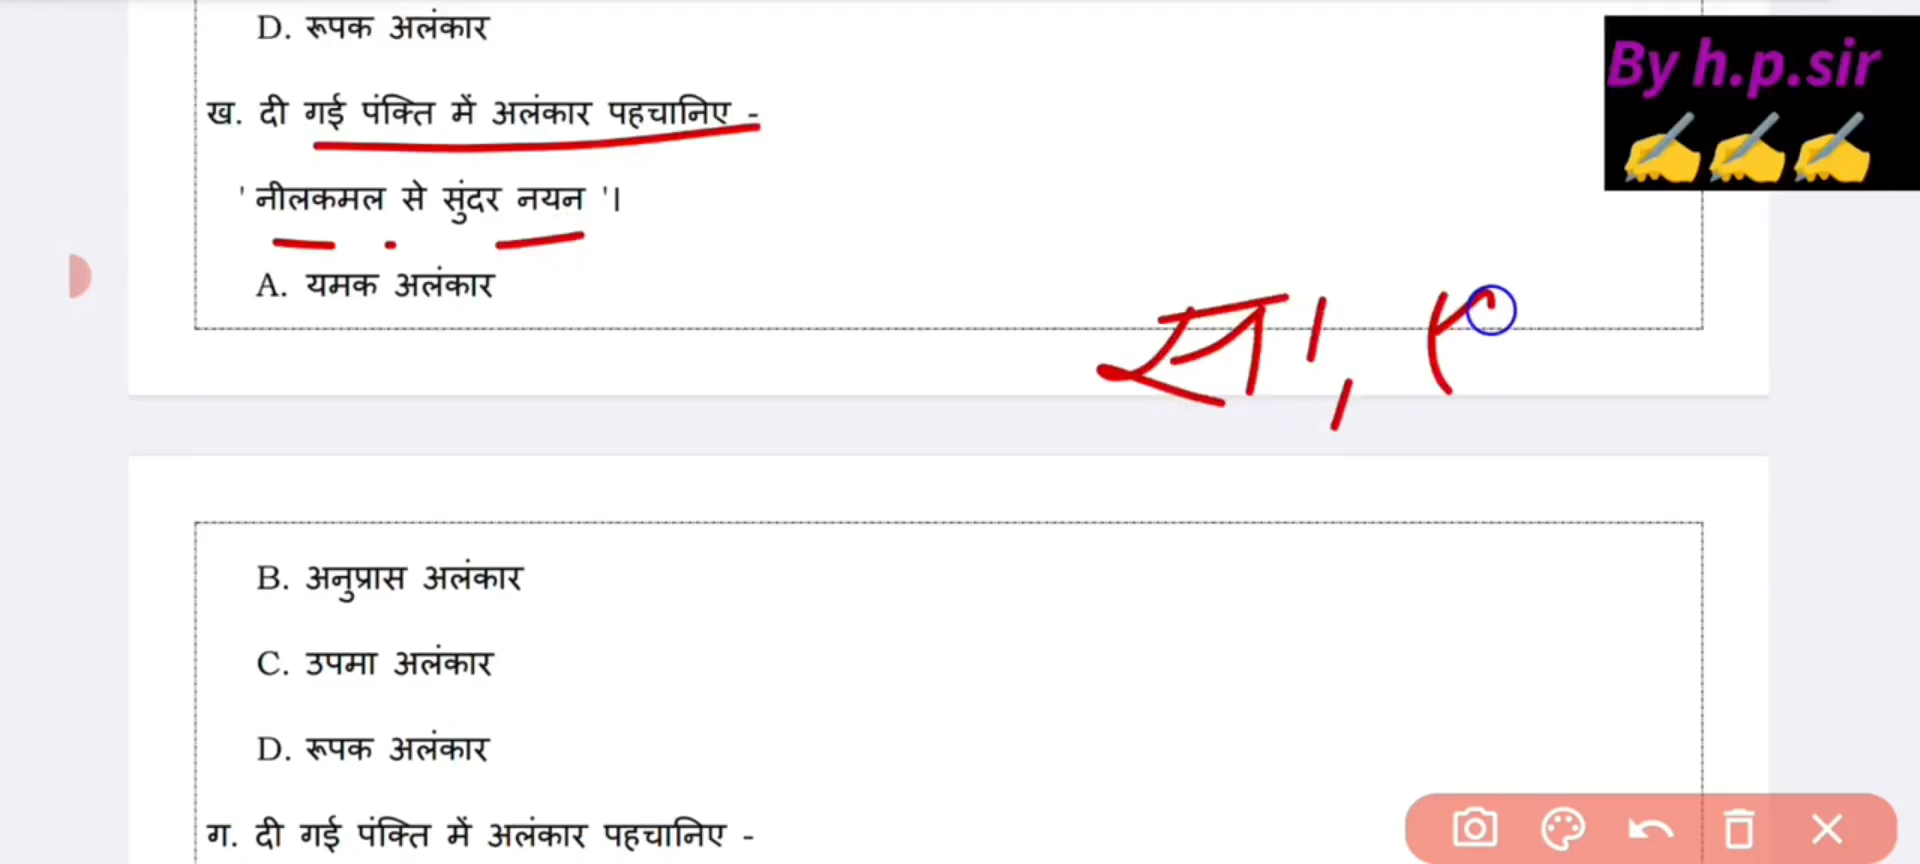 D. रूपक अलंकार
By h.p.sir
ख. दी गई पंक्ति में अलंकार पहचानिए -
' नीलकमल से सुंदर नयन '।
A. यमक अलंकार
B. अनुप्रास अलंकार
C. उपमा अलंकार
D. रूपक अलंकार
ग. दी गई पंक्ति में अलंकार पहचानिए -